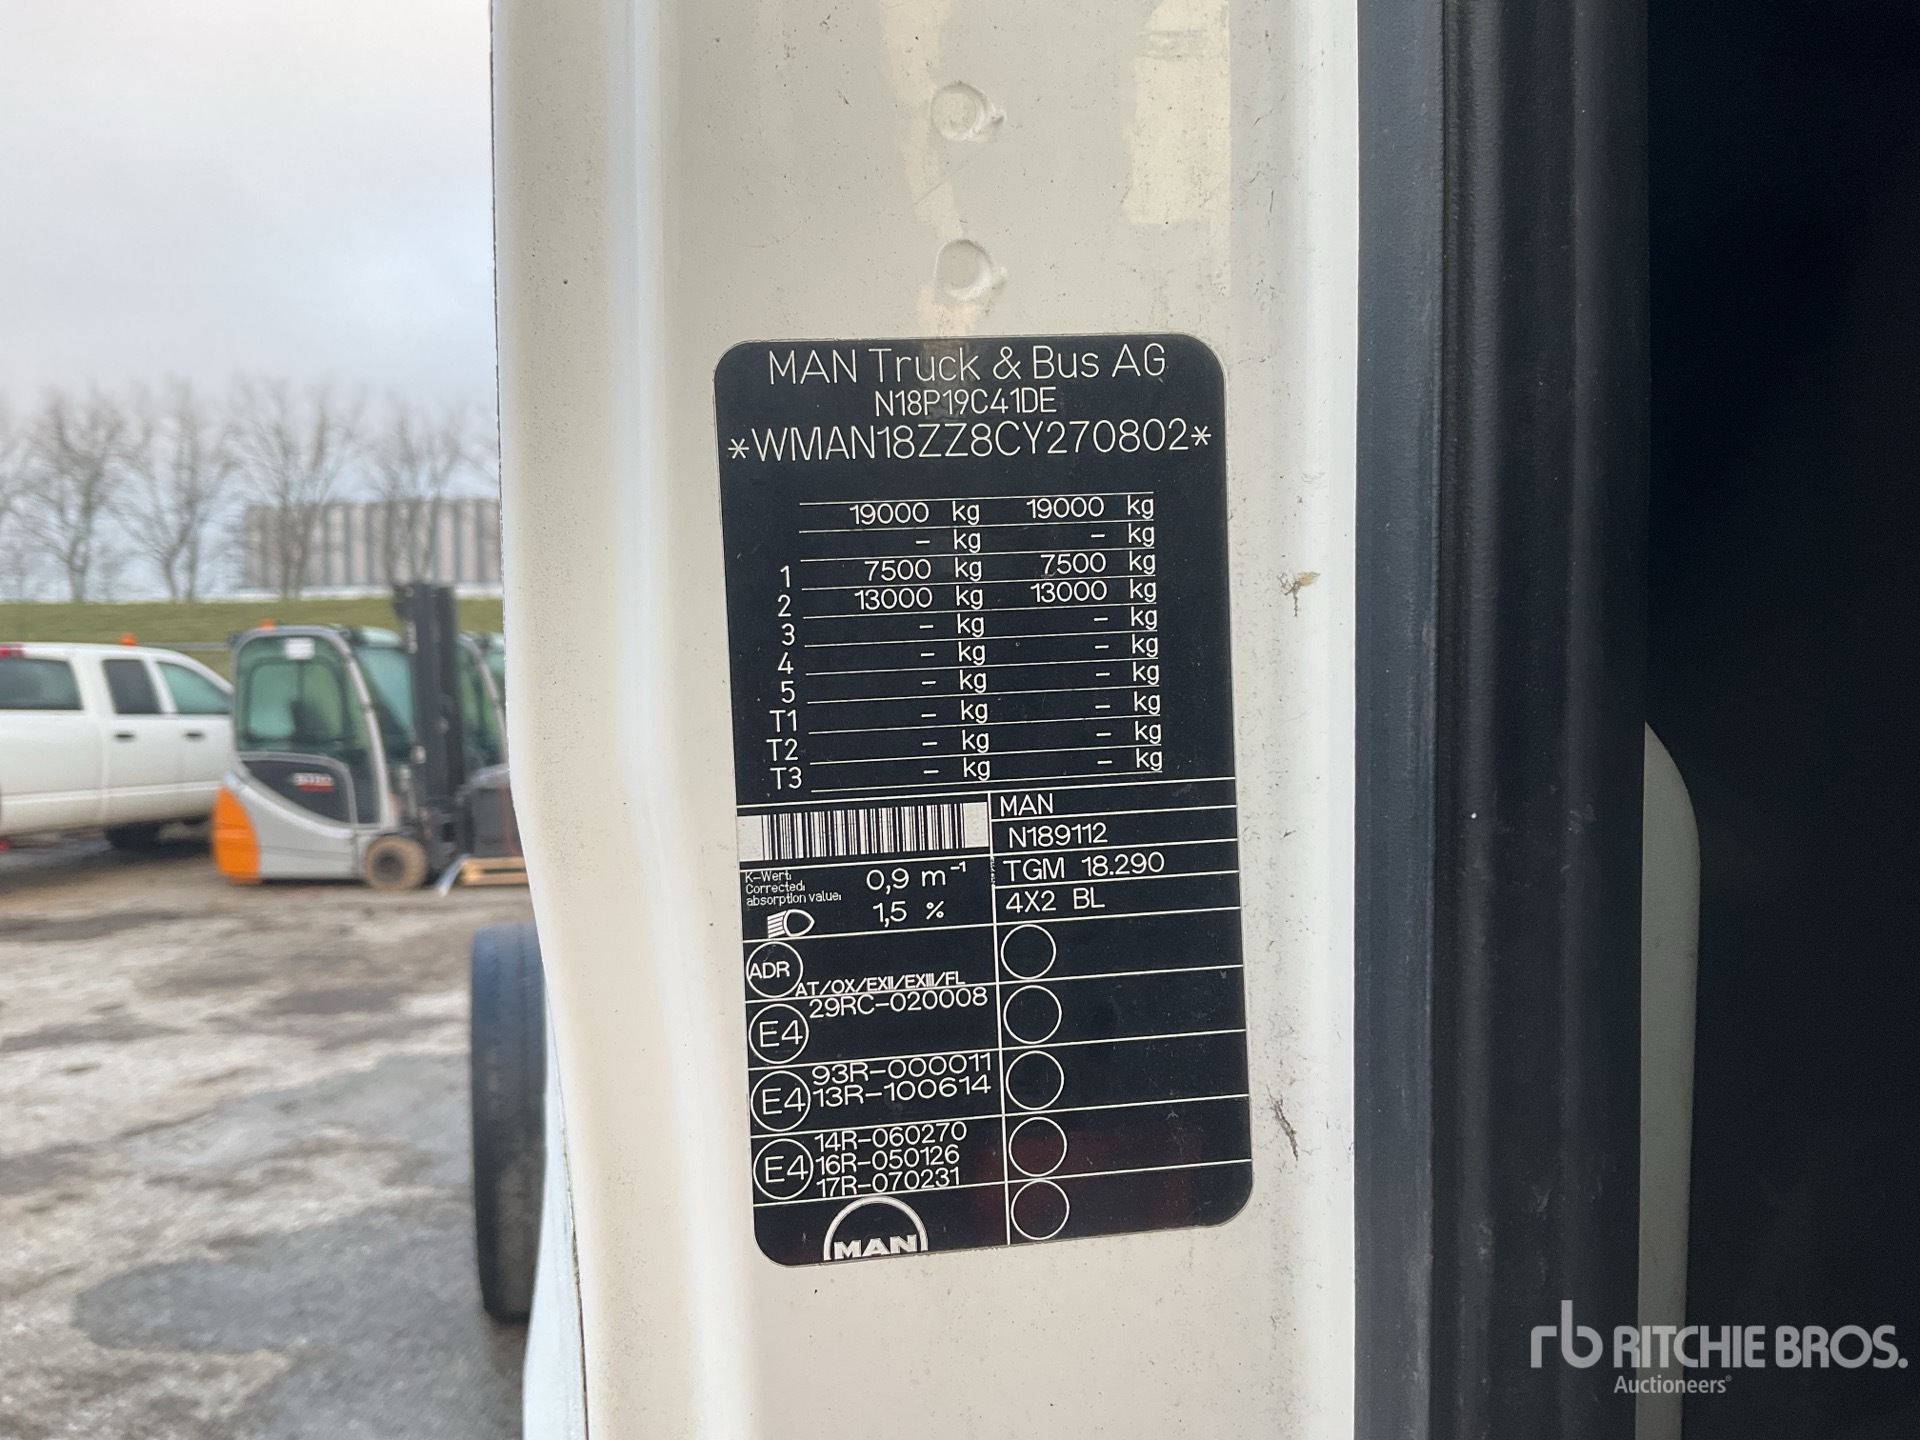 MAN Truck & Bus AG
N18P19C41DE
*WMAN18ZZ8CY270802*
19000 kg 19000 kg
- kg - kg
1 7500 kg 7500 kg
2 13000 kg 13000 kg
3 - kg - kg
4 - kg - kg
5 - kg - kg
T1 - kg - kg
T2 - kg - kg
T3 - kg - kg
MAN
N189112
TGM 18.290
4X2 BL
K-Wert:
Corrected:
absorption value:
0,9 m⁻¹
1,5 %
ADR
AT/OX/EXII/EXIII/FL
E4 29RC-020008
E4 93R-000011
13R-100614
E4 14R-060270
16R-050126
17R-070231
MAN
rb RITCHIE BROS.
Auctioneers®